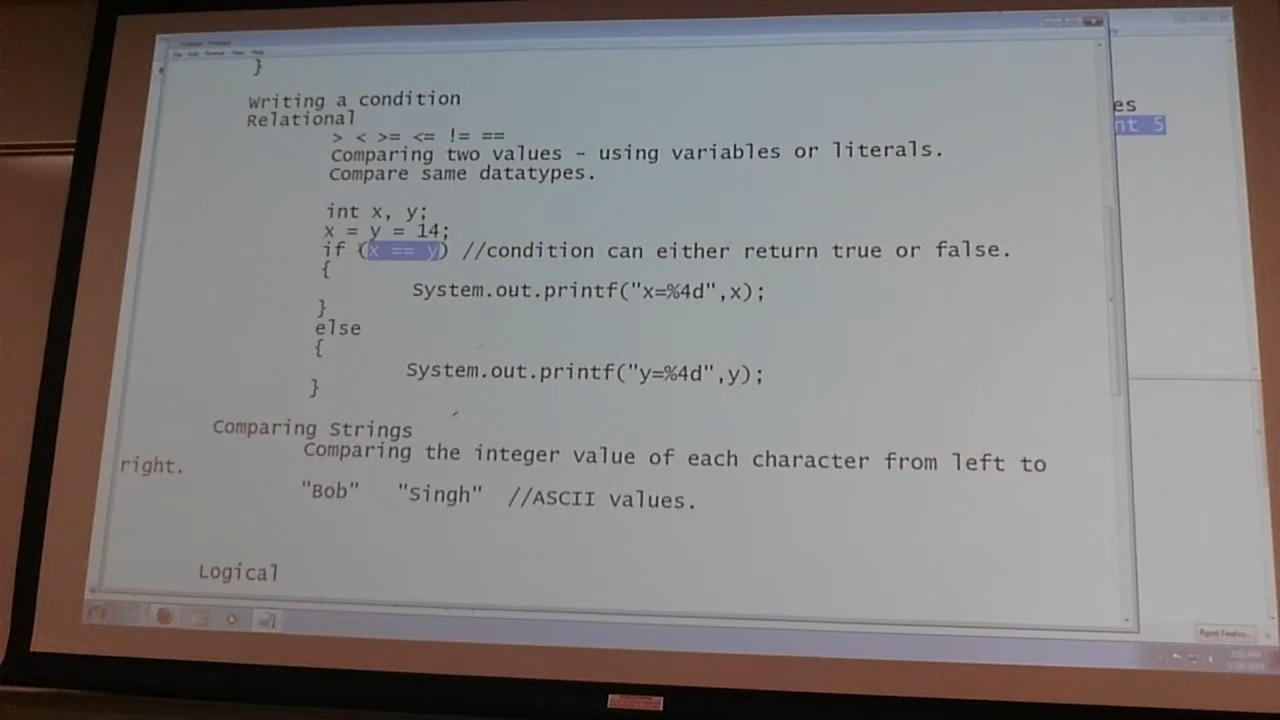 }
Writing a condition
Relational
> < >= <= != ==
Comparing two values - using variables or literals.
Compare same datatypes.
int x, y;
x = y = 14;
if (x == y) //condition can either return true or false.
{
System.out.printf("x=%4d",x);
}
else
{
System.out.printf("y=%4d",y);
}
Comparing Strings
Comparing the integer value of each character from left to
right.
"Bob" "Singh" //ASCII values.
Logical
es
nt 5